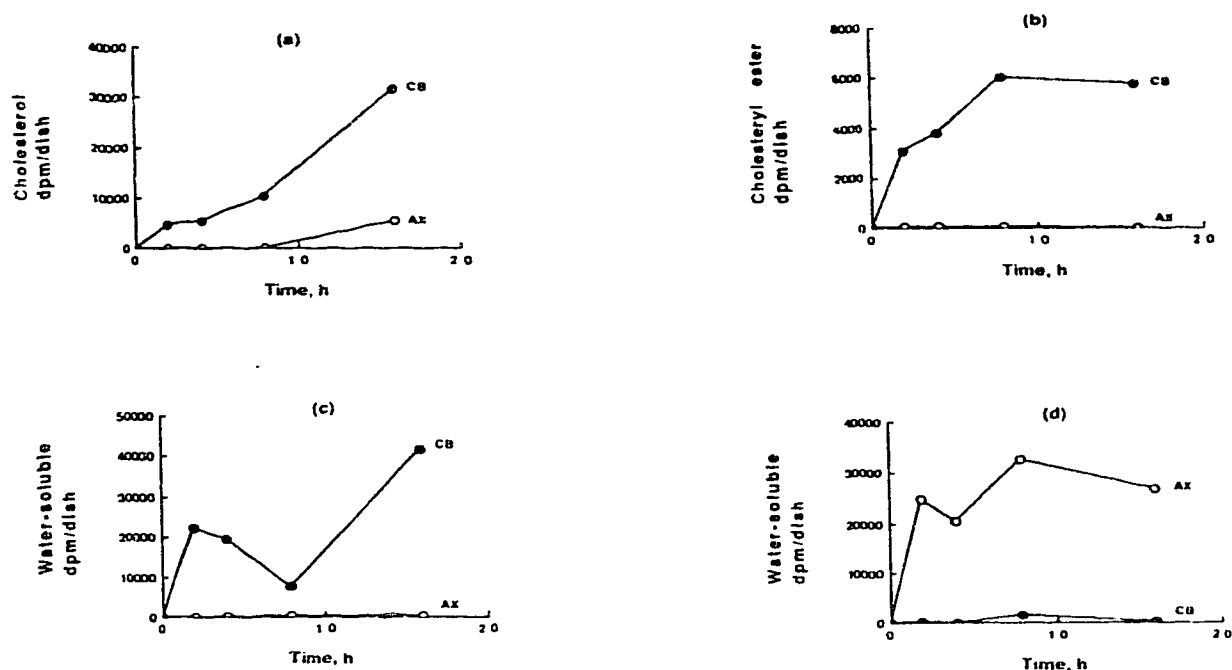 (a)
Cholesterol
dpm/dish
40000
30000
20000
10000
0
CB
AX
0
10
20
Time, h
(b)
Cholesteryl ester
dpm/dish
8000
6000
4000
2000
0
CB
AX
0
10
20
Time, h
(c)
Water-soluble
dpm/dish
50000
40000
30000
20000
10000
0
CB
AX
0
10
20
Time, h
(d)
Water-soluble
dpm/dish
40000
30000
20000
10000
0
AX
CB
0
10
20
Time, h